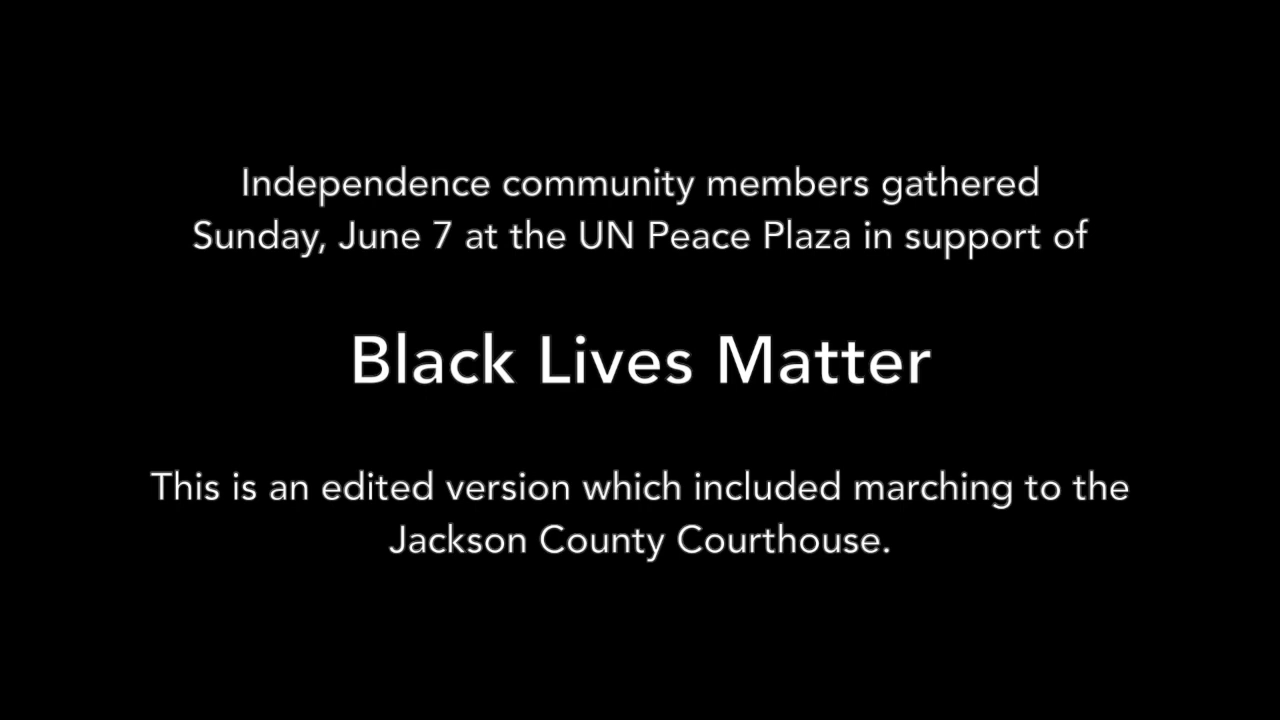 Independence community members gathered
Sunday, June 7 at the UN Peace Plaza in support of
Black Lives Matter
This is an edited version which included marching to the
Jackson County Courthouse.